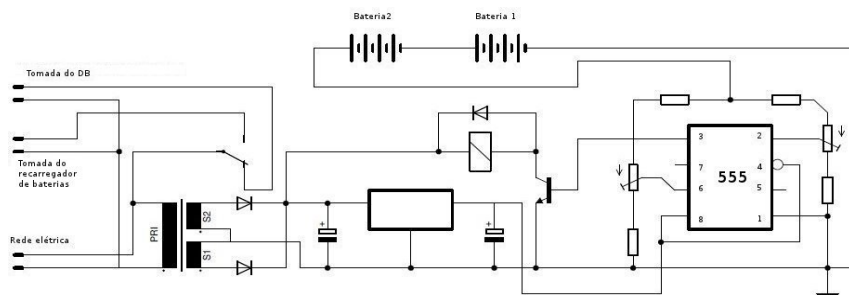 Bateria2
Bateria 1
Tomada do DB
Tomada do
recarregador
de baterias
Rede elétrica
PRI
S2
S1
+
+
3
2
7
4
555
6
5
8
1